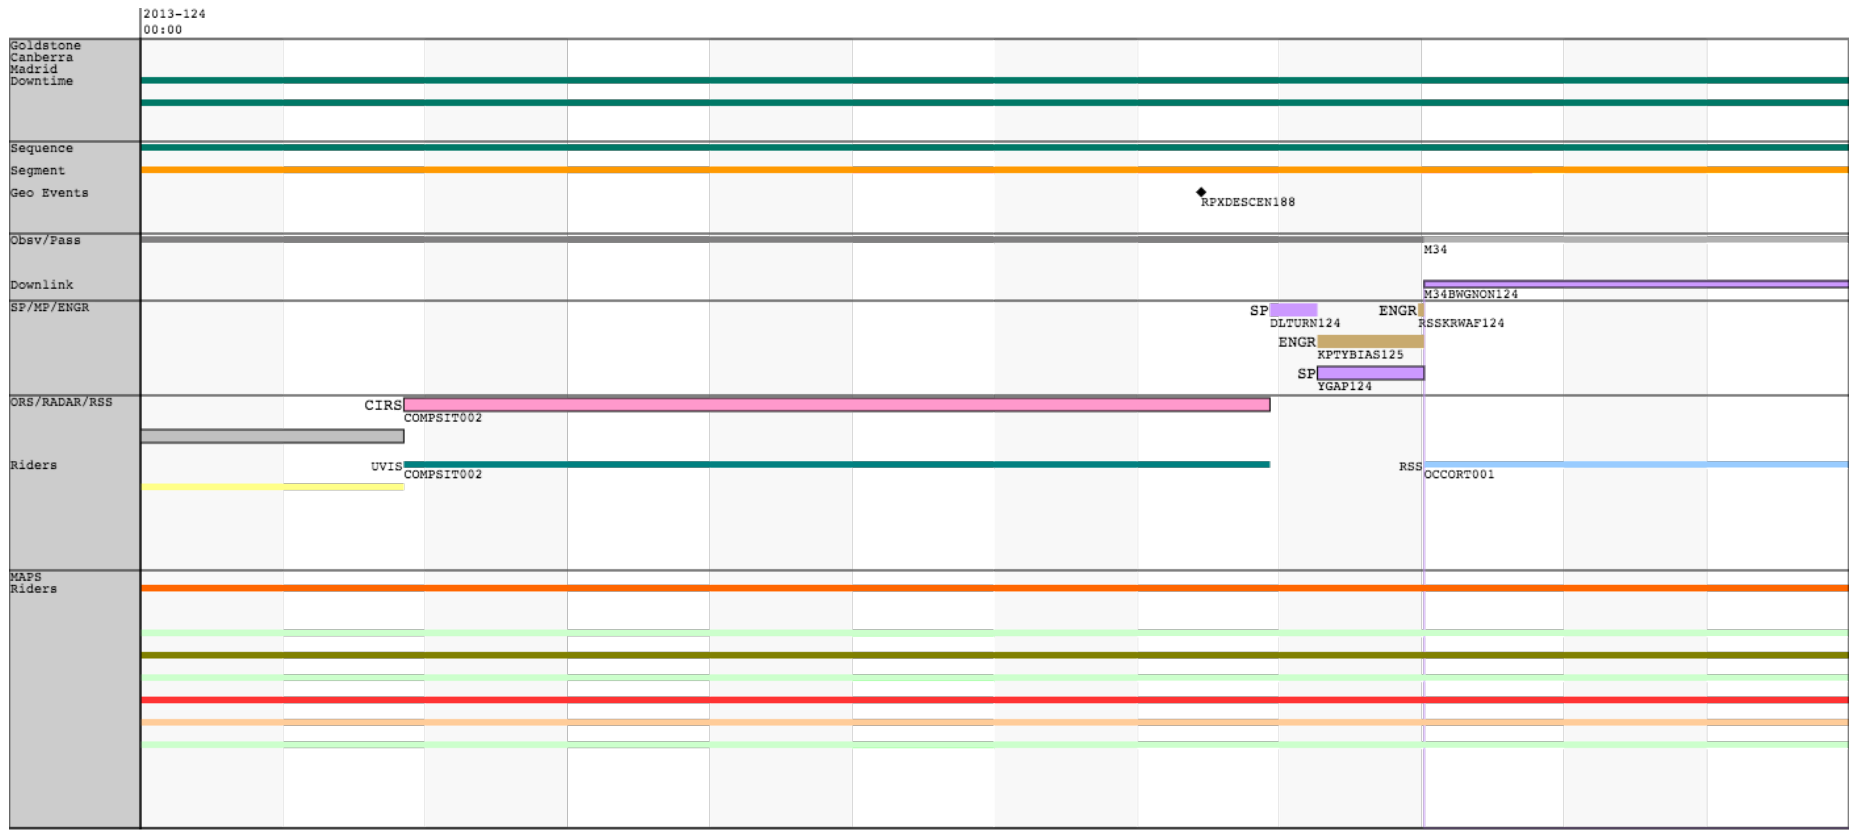 2013-124
00:00
Goldstone
Canberra
Madrid
Downtime
Sequence
Segment
Geo Events
RPXDESCEN188
Obsv/Pass
M34
Downlink
M34BWGNON124
SP/MP/ENGR
SP
ENGR
DLTURN124
RSSKRWAF124
ENGR
KPTYBIAS125
SP
YGAP124
ORS/RADAR/RSS
CIRS
COMPSIT002
Riders
UVIS
RSS
COMPSIT002
OCCORT001
MAPS
Riders